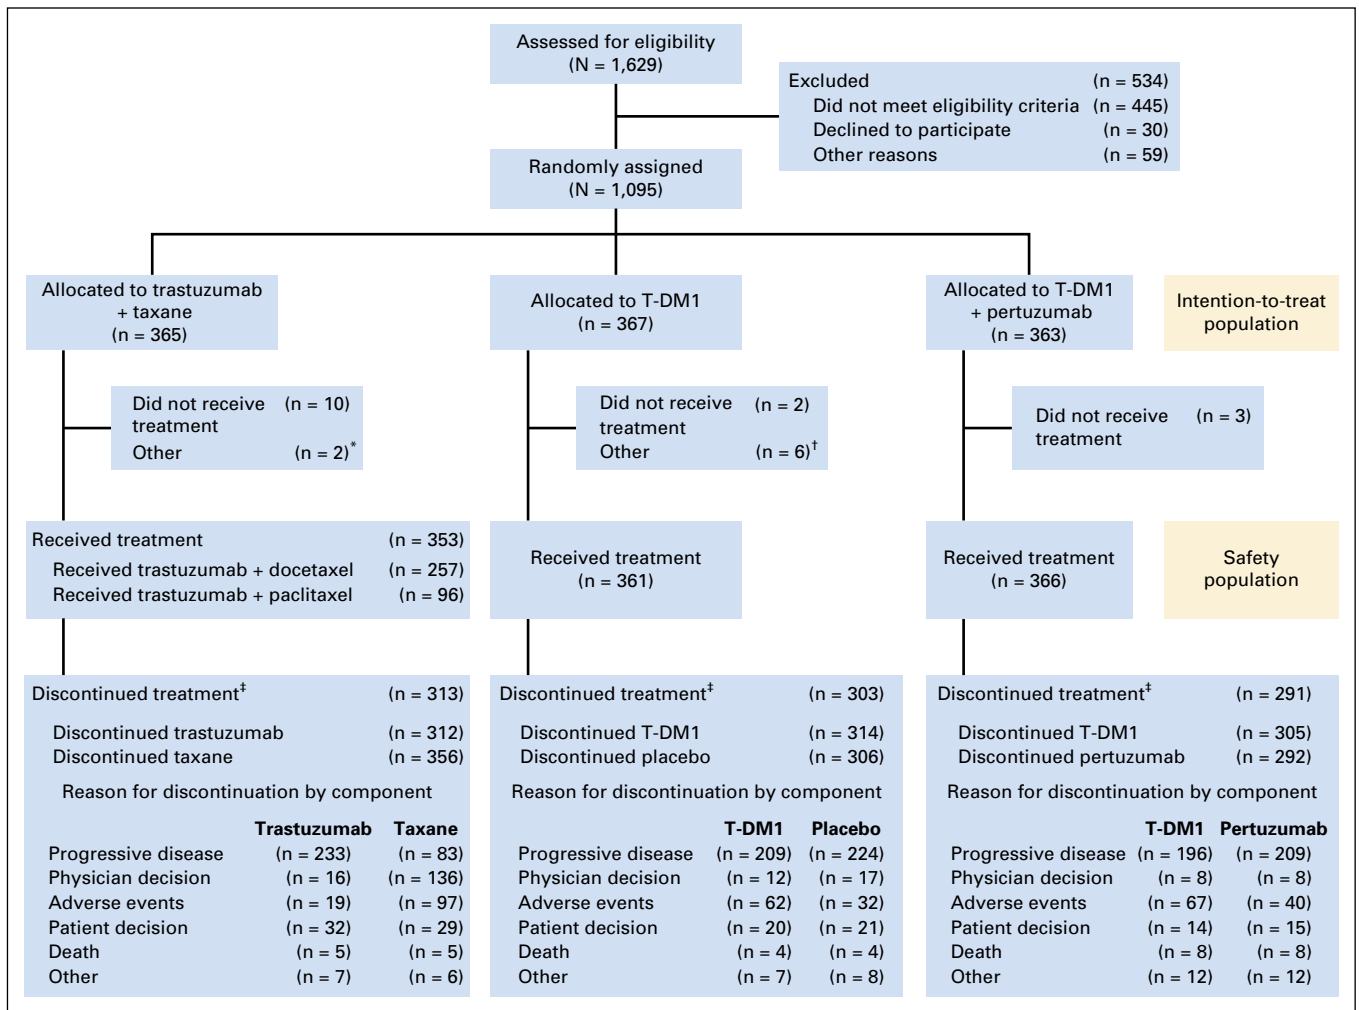 Assessed for eligibility
(N = 1,629)
Excluded (n = 534)
Did not meet eligibility criteria (n = 445)
Declined to participate (n = 30)
Other reasons (n = 59)
Randomly assigned
(N = 1,095)
Allocated to trastuzumab
+ taxane
(n = 365)
Allocated to T-DM1
(n = 367)
Allocated to T-DM1
+ pertuzumab
(n = 363)
Intention-to-treat
population
Did not receive (n = 10)
treatment
Other (n = 2)*
Did not receive (n = 2)
treatment
Other (n = 6)†
Did not receive (n = 3)
treatment
Received treatment (n = 353)
Received trastuzumab + docetaxel (n = 257)
Received trastuzumab + paclitaxel (n = 96)
Received treatment
(n = 361)
Received treatment
(n = 366)
Safety
population
Discontinued treatment‡ (n = 313)
Discontinued trastuzumab (n = 312)
Discontinued taxane (n = 356)
Reason for discontinuation by component
Trastuzumab Taxane
Progressive disease (n = 233) (n = 83)
Physician decision (n = 16) (n = 136)
Adverse events (n = 19) (n = 97)
Patient decision (n = 32) (n = 29)
Death (n = 5) (n = 5)
Other (n = 7) (n = 6)
Discontinued treatment‡ (n = 303)
Discontinued T-DM1 (n = 314)
Discontinued placebo (n = 306)
Reason for discontinuation by component
T-DM1 Placebo
Progressive disease (n = 209) (n = 224)
Physician decision (n = 12) (n = 17)
Adverse events (n = 62) (n = 32)
Patient decision (n = 20) (n = 21)
Death (n = 4) (n = 4)
Other (n = 7) (n = 8)
Discontinued treatment‡ (n = 291)
Discontinued T-DM1 (n = 305)
Discontinued pertuzumab (n = 292)
Reason for discontinuation by component
T-DM1 Pertuzumab
Progressive disease (n = 196) (n = 209)
Physician decision (n = 8) (n = 8)
Adverse events (n = 67) (n = 40)
Patient decision (n = 14) (n = 15)
Death (n = 8) (n = 8)
Other (n = 12) (n = 12)